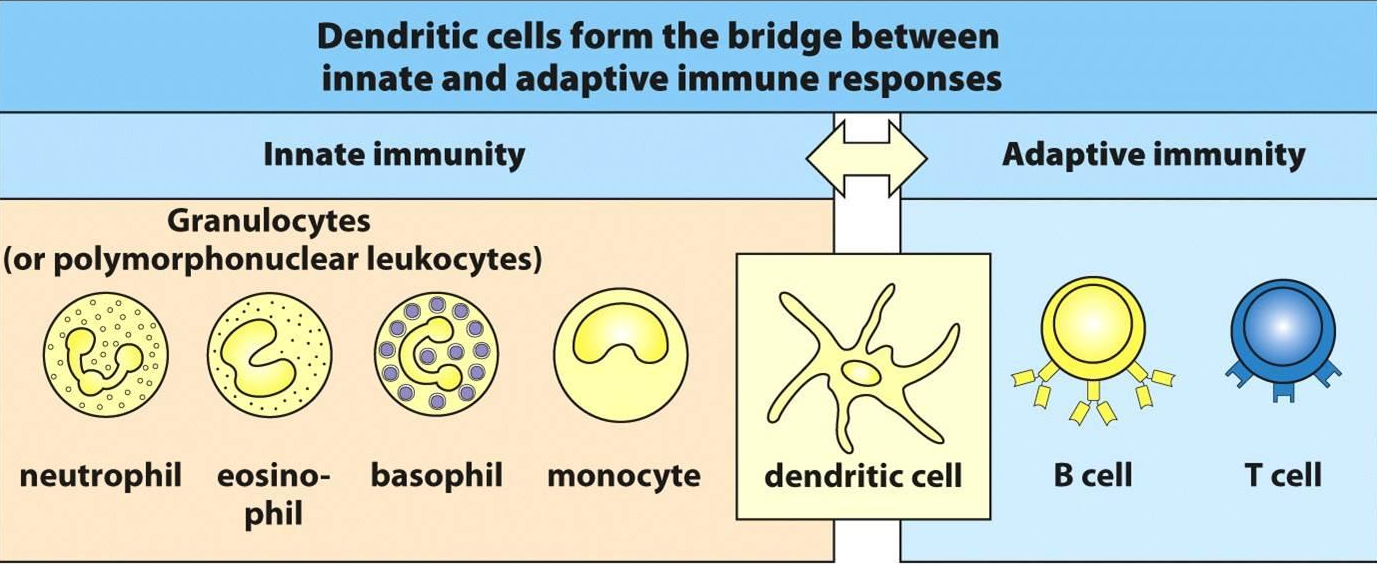 Dendritic cells form the bridge between
innate and adaptive immune responses
Innate immunity
Adaptive immunity
Granulocytes
(or polymorphonuclear leukocytes)
neutrophil
eosino-
phil
basophil
monocyte
dendritic cell
B cell
T cell